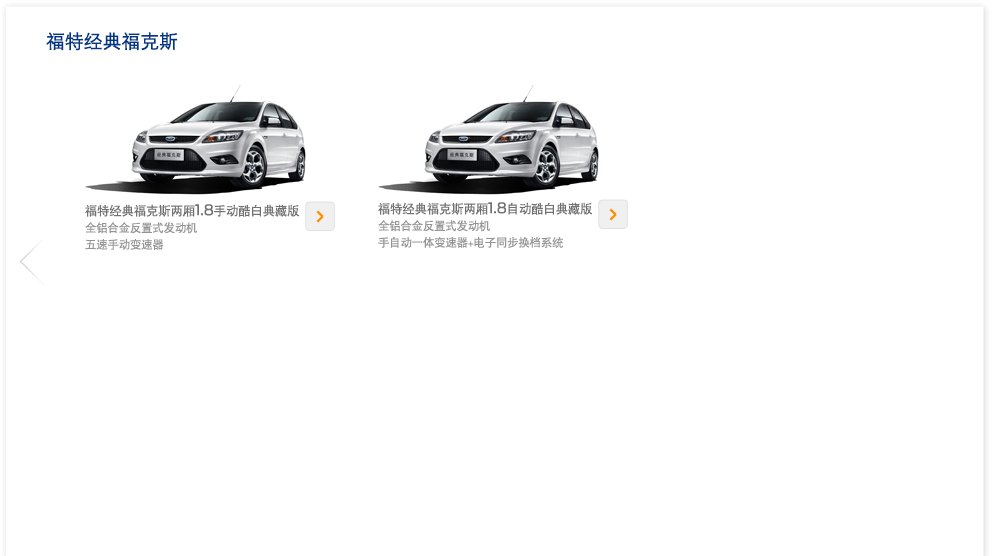 福特经典福克斯
经典福克斯
经典福克斯
福特经典福克斯两厢1.8手动酷白典藏版
全铝合金反置式发动机
五速手动变速器
福特经典福克斯两厢1.8自动酷白典藏版
全铝合金反置式发动机
手自动一体变速器+电子同步换档系统